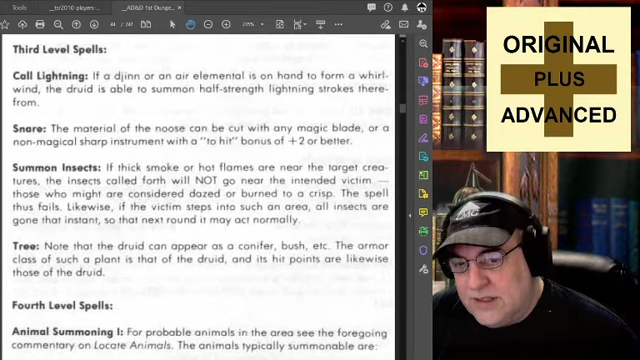 Tools
__tsr2010-players-...
__AD&D 1st Dunge...
44 / 242
Third Level Spells:
Call Lightning: If a djinn or an air elemental is on hand to form a whirl-
wind, the druid is able to summon half-strength lightning strokes there-
from.
Snare: The material of the noose can be cut with any magic blade, or a
non-magical sharp instrument with a "to hit" bonus of +2 or better.
Summon Insects: If thick smoke or hot flames are near the target crea-
tures, the insects called forth will NOT go near the intended victim —
those who might are considered dazed or burned to a crisp. The spell
thus fails. Likewise, if the victim steps into such an area, all insects are
gone that instant, so that next round it may act normally.
Tree: Note that the druid can appear as a conifer, bush, etc. The armor
class of such a plant is that of the druid, and its hit points are likewise
those of the druid.
Fourth Level Spells:
Animal Summoning I: For probable animals in the area see the foregoing
commentary on Locate Animals. The animals typically summonable are:
ORIGINAL
PLUS
ADVANCED